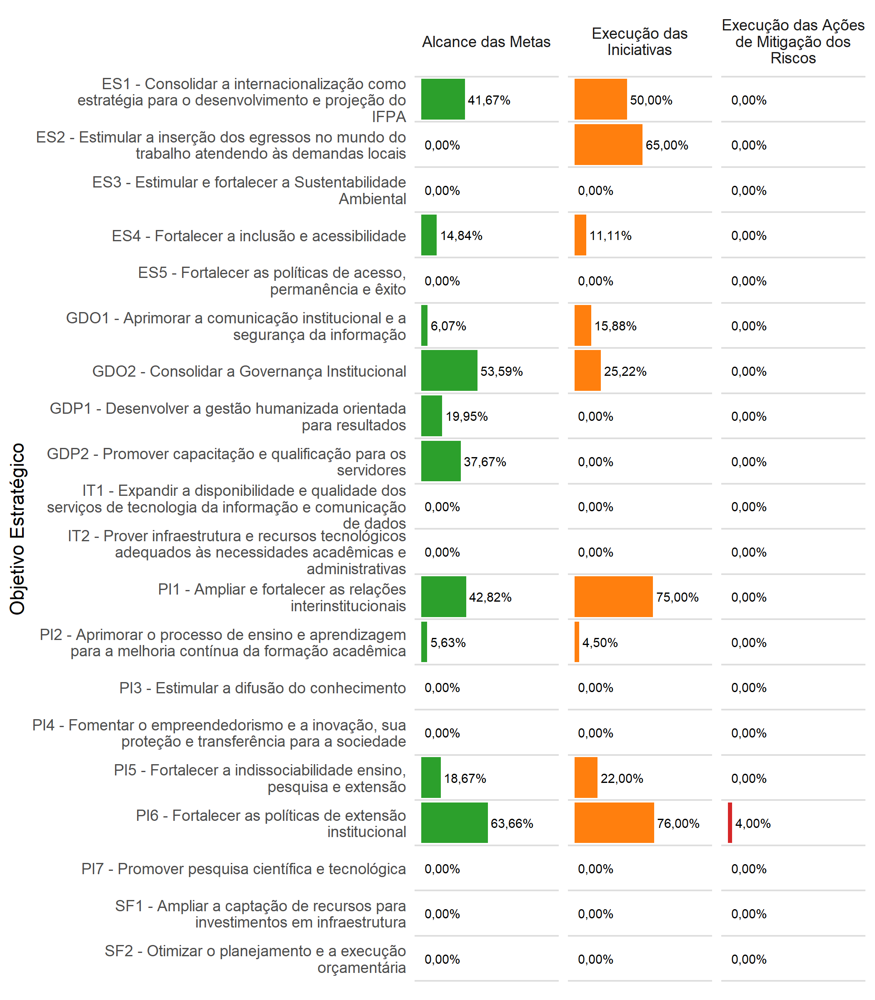 Alcance das Metas
Execução das
Iniciativas
Execução das Ações
de Mitigação dos
Riscos
Objetivo Estratégico
ES1 - Consolidar a internacionalização como
estratégia para o desenvolvimento e projeção do
IFPA
41,67%
50,00%
0,00%
ES2 - Estimular a inserção dos egressos no mundo do
trabalho atendendo às demandas locais
0,00%
65,00%
0,00%
ES3 - Estimular e fortalecer a Sustentabilidade
Ambiental
0,00%
0,00%
0,00%
ES4 - Fortalecer a inclusão e acessibilidade
14,84%
11,11%
0,00%
ES5 - Fortalecer as políticas de acesso,
permanência e êxito
0,00%
0,00%
0,00%
GDO1 - Aprimorar a comunicação institucional e a
segurança da informação
6,07%
15,88%
0,00%
GDO2 - Consolidar a Governança Institucional
53,59%
25,22%
0,00%
GDP1 - Desenvolver a gestão humanizada orientada
para resultados
19,95%
0,00%
0,00%
GDP2 - Promover capacitação e qualificação para os
servidores
37,67%
0,00%
0,00%
IT1 - Expandir a disponibilidade e qualidade dos
serviços de tecnologia da informação e comunicação
de dados
0,00%
0,00%
0,00%
IT2 - Prover infraestrutura e recursos tecnológicos
adequados às necessidades acadêmicas e
administrativas
0,00%
0,00%
0,00%
PI1 - Ampliar e fortalecer as relações
interinstitucionais
42,82%
75,00%
0,00%
PI2 - Aprimorar o processo de ensino e aprendizagem
para a melhoria contínua da formação acadêmica
5,63%
4,50%
0,00%
PI3 - Estimular a difusão do conhecimento
0,00%
0,00%
0,00%
PI4 - Fomentar o empreendedorismo e a inovação, sua
proteção e transferência para a sociedade
0,00%
0,00%
0,00%
PI5 - Fortalecer a indissociabilidade ensino,
pesquisa e extensão
18,67%
22,00%
0,00%
PI6 - Fortalecer as políticas de extensão
institucional
63,66%
76,00%
4,00%
PI7 - Promover pesquisa científica e tecnológica
0,00%
0,00%
0,00%
SF1 - Ampliar a captação de recursos para
investimentos em infraestrutura
0,00%
0,00%
0,00%
SF2 - Otimizar o planejamento e a execução
orçamentária
0,00%
0,00%
0,00%